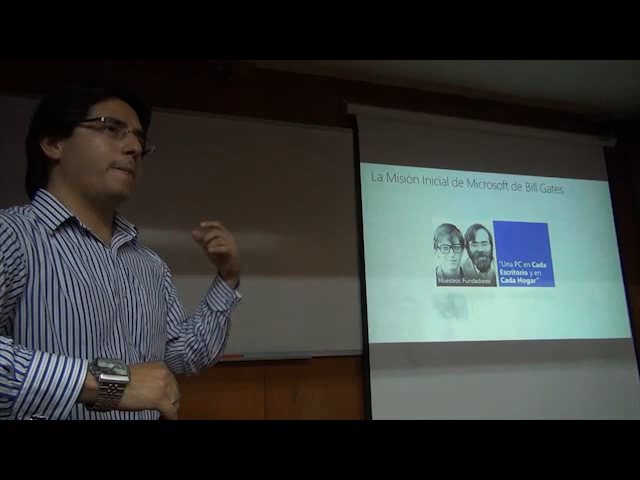 La Misión Inicial de Microsoft de Bill Gates
"Una PC en Cada
Escritorio y en
Cada Hogar"
Nuestros Fundadores